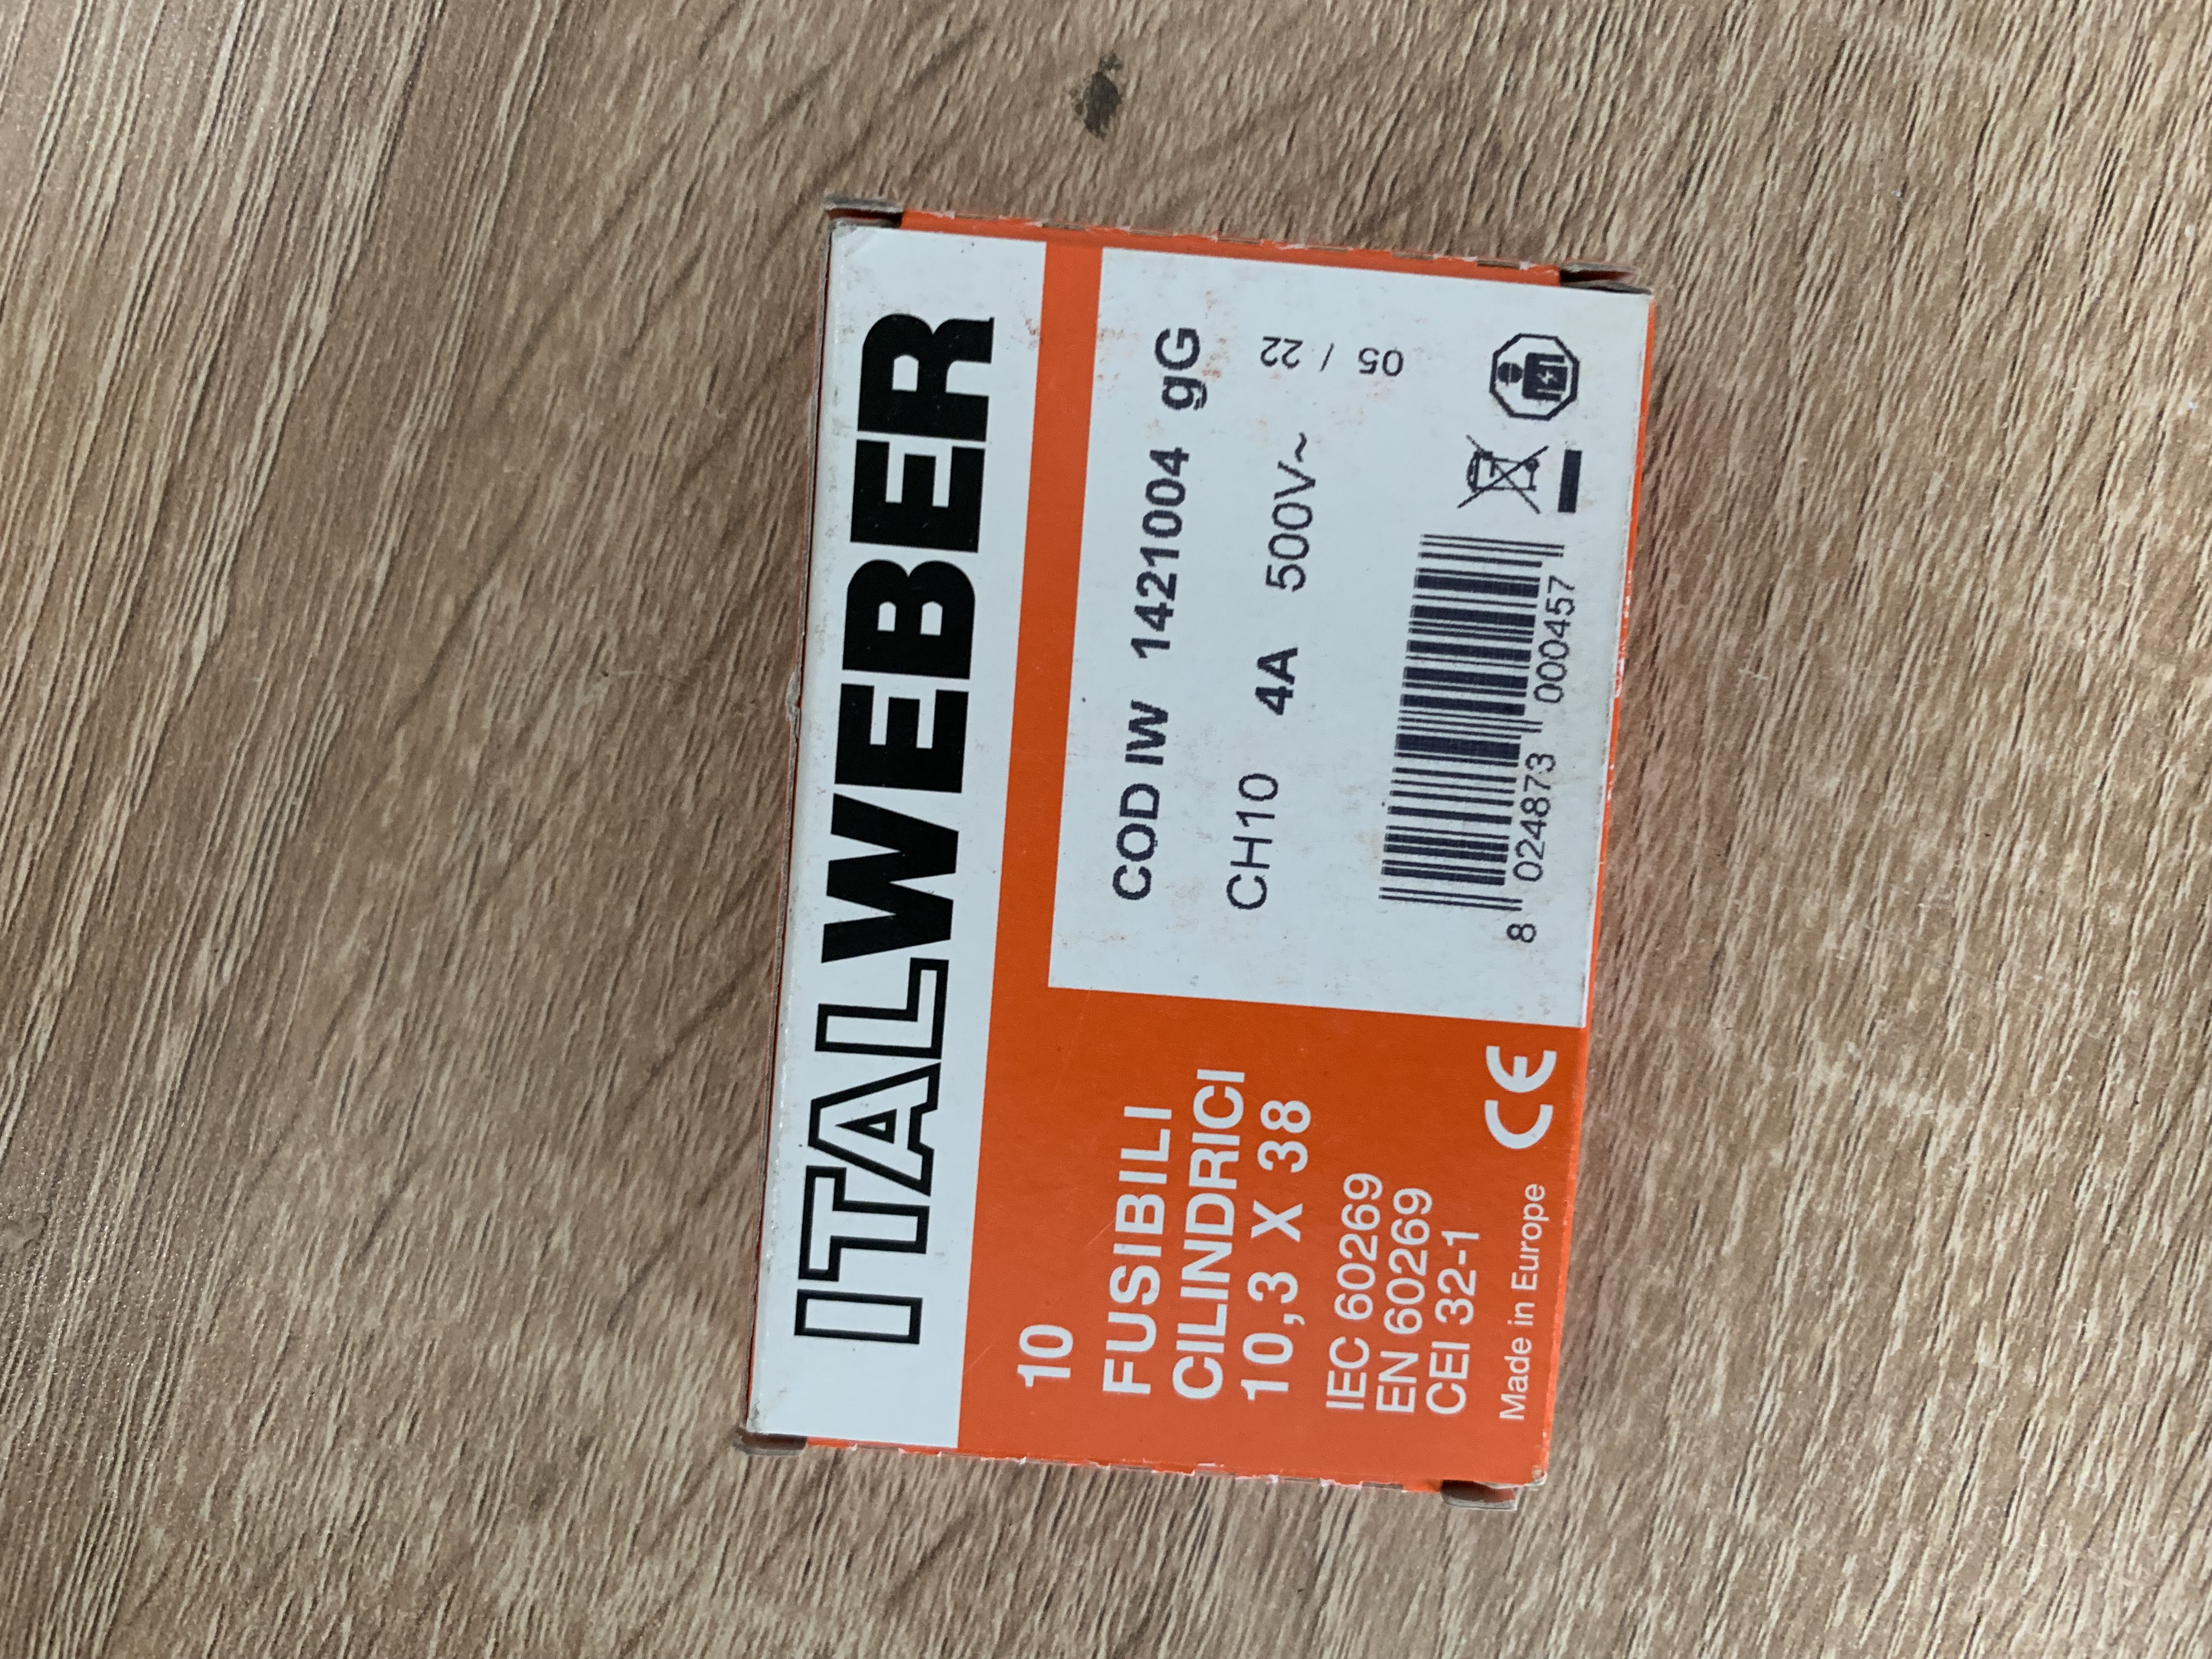 ITALWEBER
10
FUSIBILI
CILINDRICI
10,3 X 38
IEC 60269
EN 60269
CEI 32-1
Made in Europe
CE
COD IW 1421004 gG
CH10 4A 500V~
05 / 22
8 024873 000457